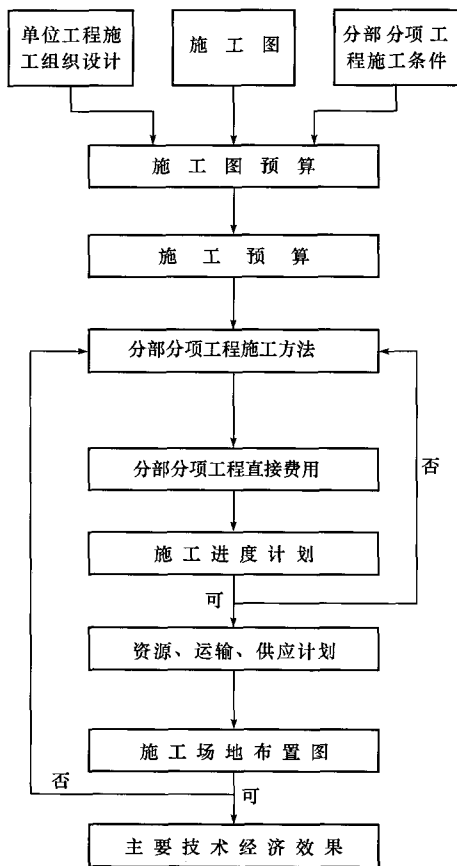 单位工程施
工组织设计
施工图
分部分项工
程施工条件
施工图预算
施工预算
分部分项工程施工方法
否
分部分项工程直接费用
施工进度计划
可
资源、运输、供应计划
施工场地布置图
否
可
主要技术经济效果